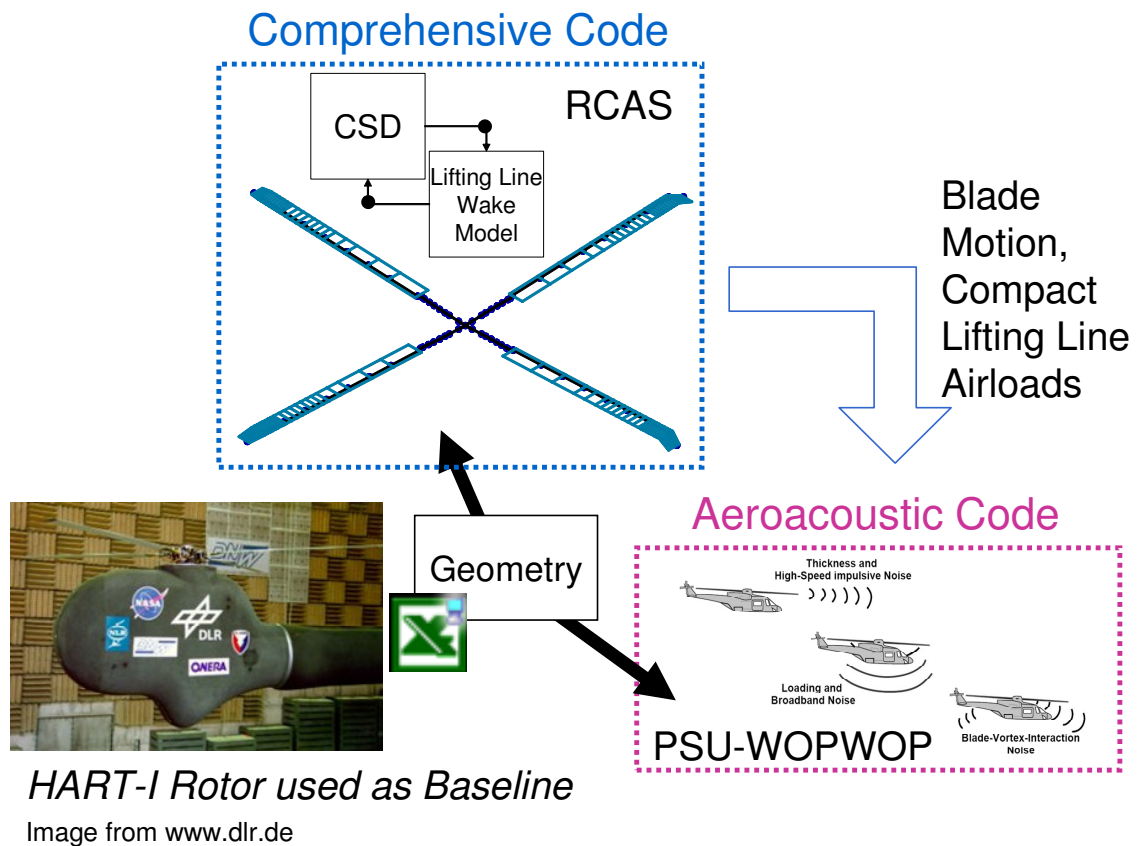 Comprehensive Code
RCAS
CSD
Lifting Line
Wake
Model
Blade
Motion,
Compact
Lifting Line
Airloads
Geometry
DNW
NASA
DLR
NLR
DNW
ONERA
Aeroacoustic Code
Thickness and
High-Speed impulsive Noise
Loading and
Broadband Noise
Blade-Vortex-Interaction
Noise
PSU-WOPWOP
HART-I Rotor used as Baseline
Image from www.dlr.de